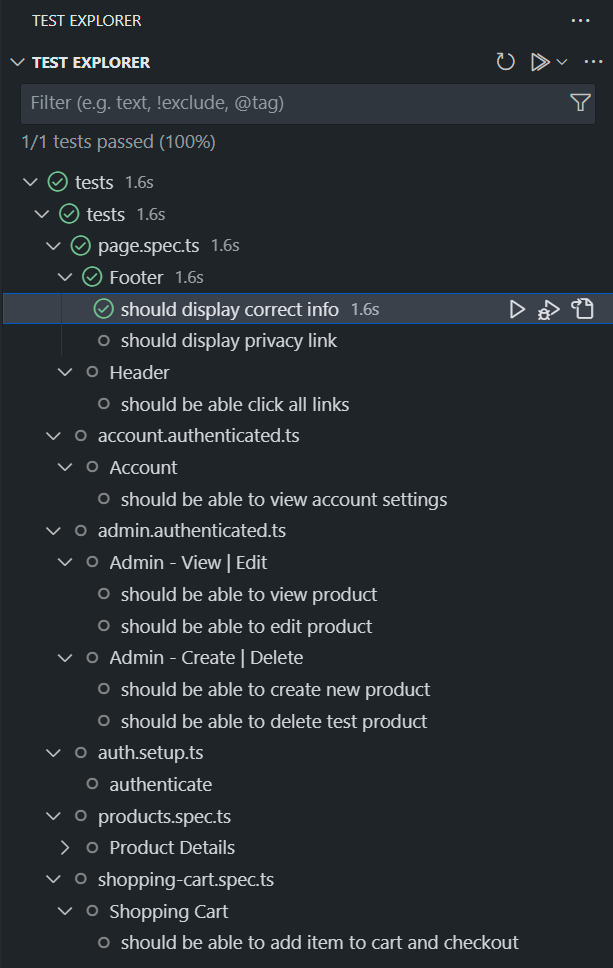 TEST EXPLORER
TEST EXPLORER
Filter (e.g. text, !exclude, @tag)
1/1 tests passed (100%)
tests 1.6s
tests 1.6s
page.spec.ts 1.6s
Footer 1.6s
should display correct info 1.6s
should display privacy link
Header
should be able click all links
account.authenticated.ts
Account
should be able to view account settings
admin.authenticated.ts
Admin - View | Edit
should be able to view product
should be able to edit product
Admin - Create | Delete
should be able to create new product
should be able to delete test product
auth.setup.ts
authenticate
products.spec.ts
Product Details
shopping-cart.spec.ts
Shopping Cart
should be able to add item to cart and checkout